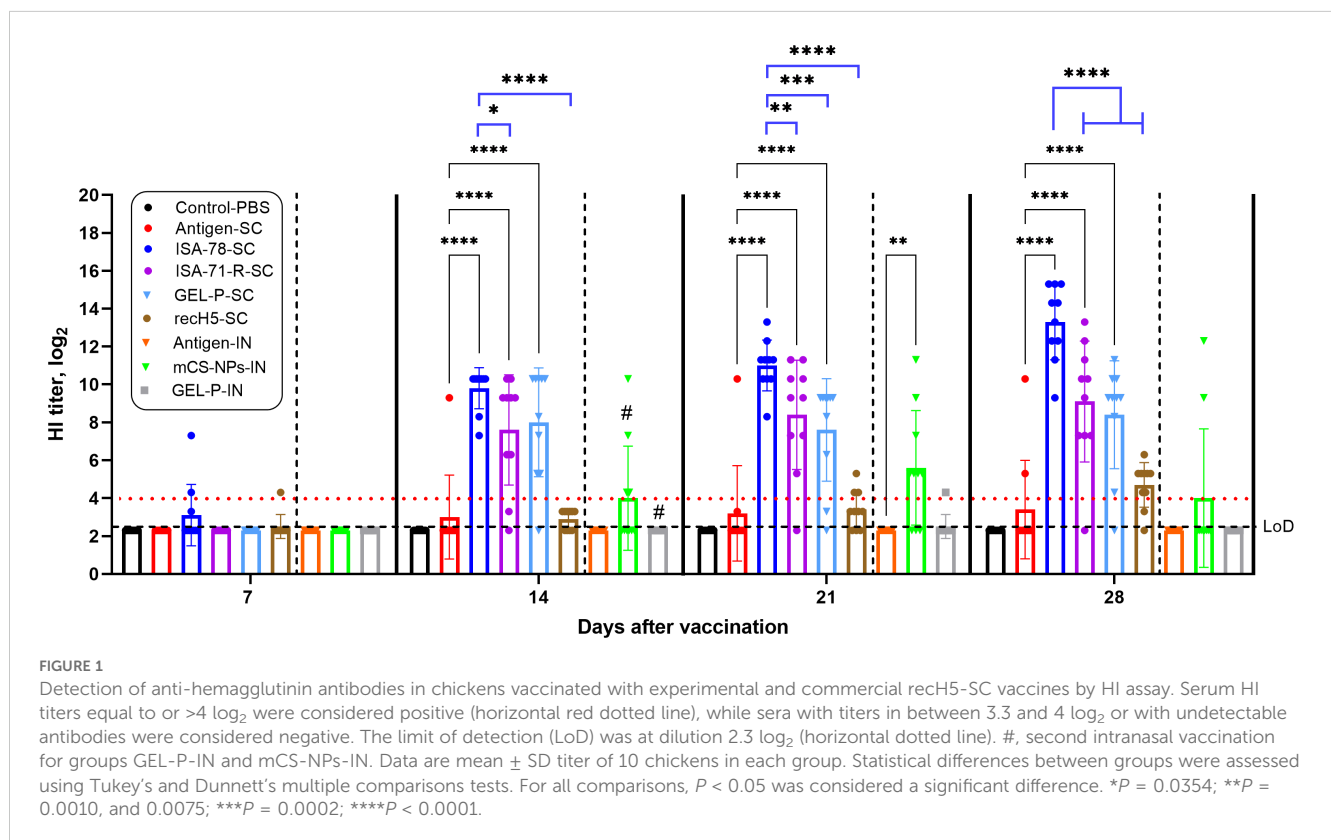 ****
****
****
****
***
*
**
****
****
****
****
****
****
****
**
****
20
18
16
14
12
10
8
6
4
2
0
HI titer, log2
Control-PBS
Antigen-SC
ISA-78-SC
ISA-71-R-SC
GEL-P-SC
recH5-SC
Antigen-IN
mCS-NPs-IN
GEL-P-IN
#
#
LoD
7 14 21 28
Days after vaccination
FIGURE 1
Detection of anti-hemagglutinin antibodies in chickens vaccinated with experimental and commercial recH5-SC vaccines by HI assay. Serum HI
titers equal to or >4 log2 were considered positive (horizontal red dotted line), while sera with titers in between 3.3 and 4 log2 or with undetectable
antibodies were considered negative. The limit of detection (LoD) was at dilution 2.3 log2 (horizontal dotted line). #, second intranasal vaccination
for groups GEL-P-IN and mCS-NPs-IN. Data are mean ± SD titer of 10 chickens in each group. Statistical differences between groups were assessed
using Tukey's and Dunnett's multiple comparisons tests. For all comparisons, P < 0.05 was considered a significant difference. *P = 0.0354; **P =
0.0010, and 0.0075; ***P = 0.0002; ****P < 0.0001.